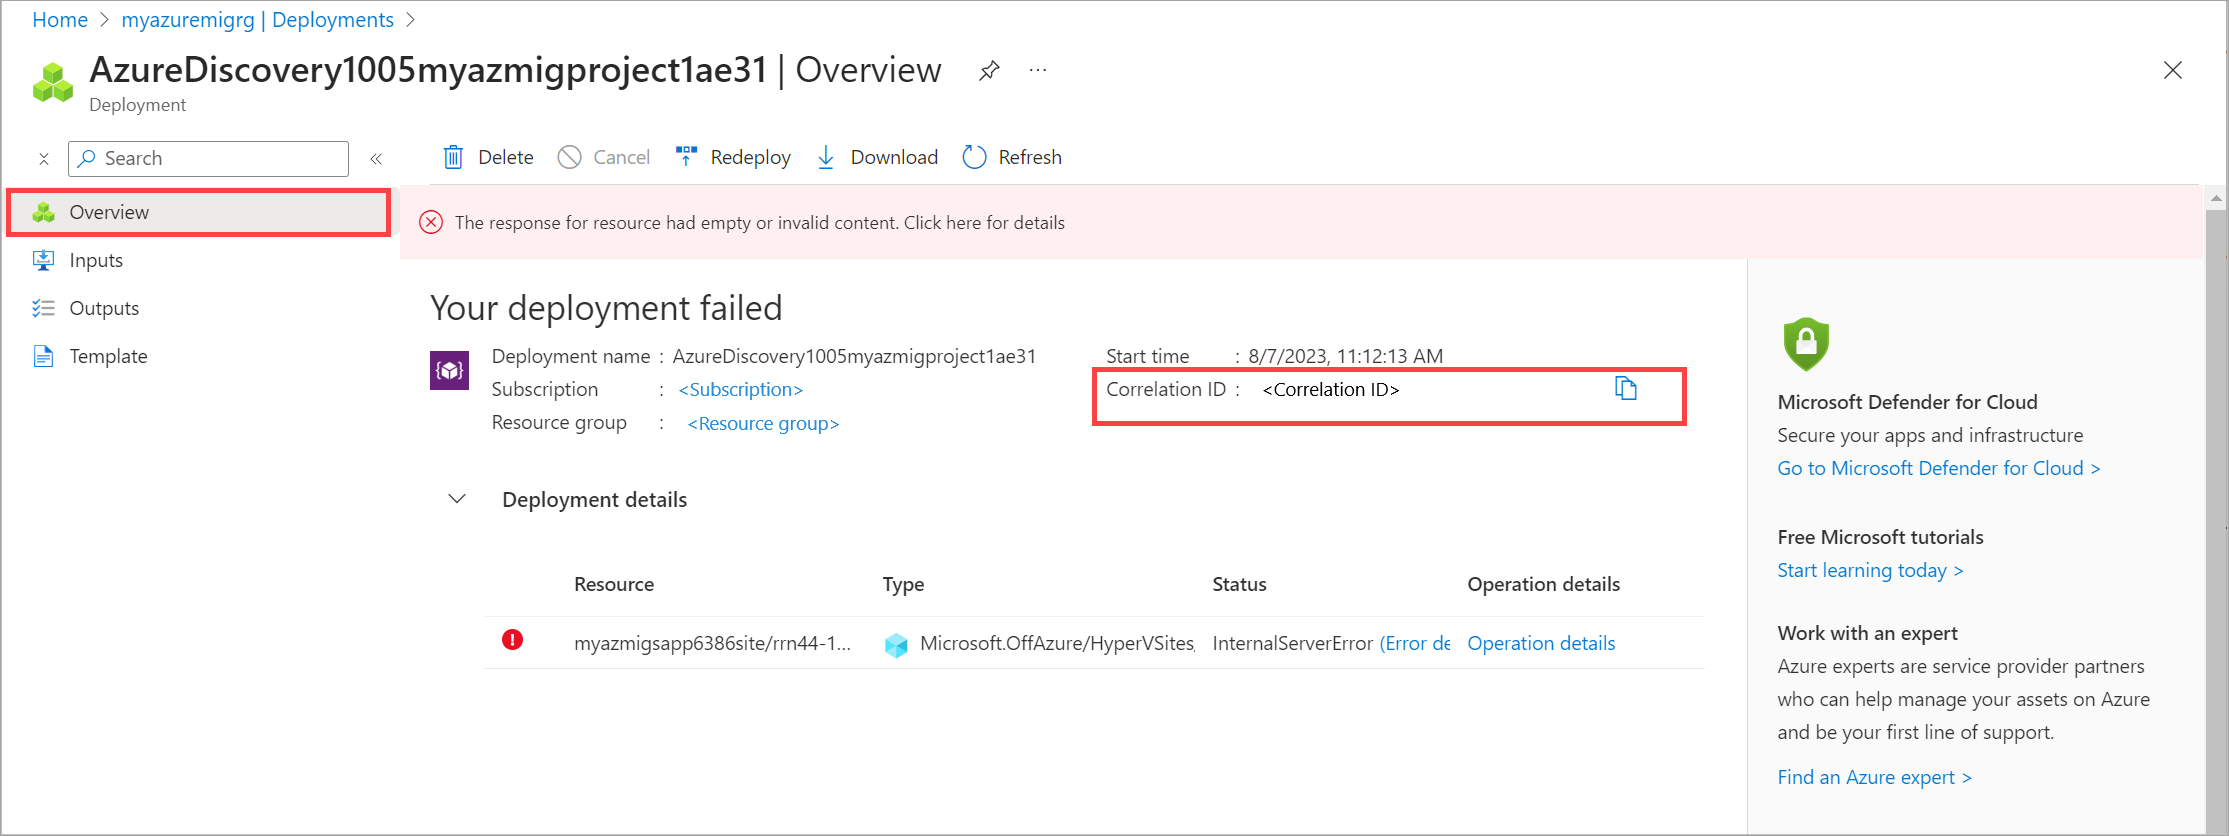 Home > myazuremigrg | Deployments >
AzureDiscovery1005myazmigproject1ae31 | Overview
Deployment
Search
Delete Cancel Redeploy Download Refresh
Overview
Inputs
Outputs
Template
The response for resource had empty or invalid content. Click here for details
Your deployment failed
Deployment name : AzureDiscovery1005myazmigproject1ae31
Subscription : <Subscription>
Resource group : <Resource group>
Start time : 8/7/2023, 11:12:13 AM
Correlation ID : <Correlation ID>
Deployment details
Resource Type Status Operation details
myazmigsapp6386site/rrn44-1... Microsoft.OffAzure/HyperVSites, InternalServerError (Error de Operation details
Microsoft Defender for Cloud
Secure your apps and infrastructure
Go to Microsoft Defender for Cloud >
Free Microsoft tutorials
Start learning today >
Work with an expert
Azure experts are service provider partners
who can help manage your assets on Azure
and be your first line of support.
Find an Azure expert >